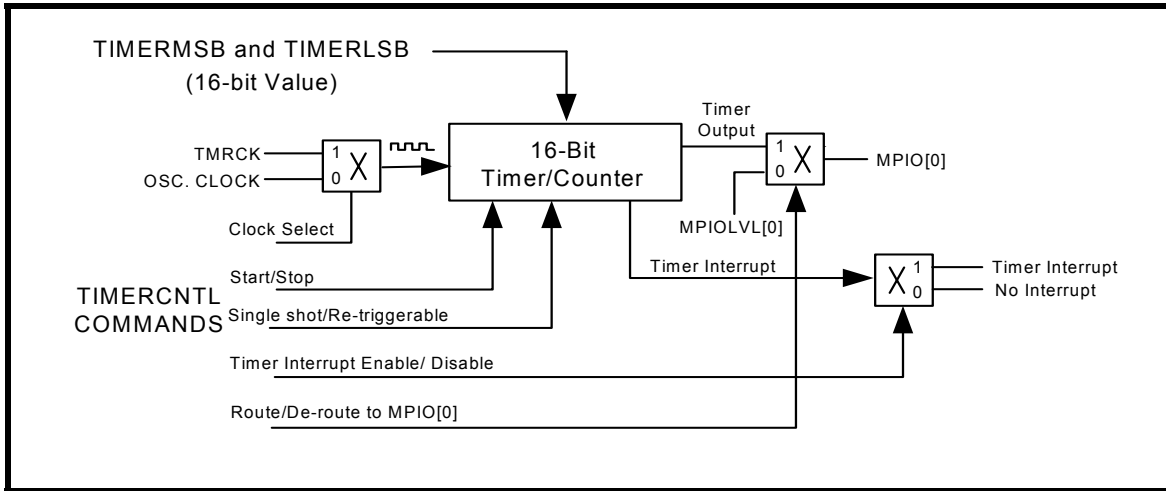 TIMERMSB and TIMERLSB
(16-bit Value)
Timer
Output
16-Bit
Timer/Counter
TMRCK
OSC. CLOCK
1
0
X
1
0
X
MPIO[0]
MPIOLVL[0]
Clock Select
Timer Interrupt
X
1
0
Timer Interrupt
No Interrupt
Start/Stop
TIMERCNTL
COMMANDS
Single shot/Re-triggerable
Timer Interrupt Enable/ Disable
Route/De-route to MPIO[0]